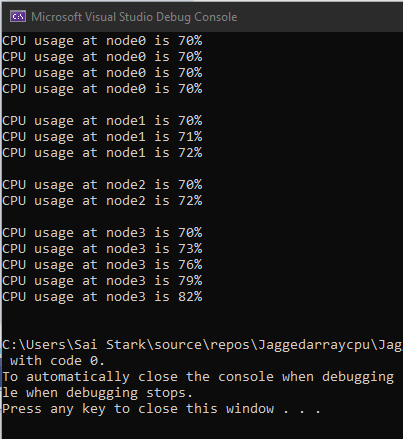 Microsoft Visual Studio Debug Console
CPU usage at node0 is 70%
CPU usage at node0 is 70%
CPU usage at node0 is 70%
CPU usage at node0 is 70%
CPU usage at node1 is 70%
CPU usage at node1 is 71%
CPU usage at node1 is 72%
CPU usage at node2 is 70%
CPU usage at node2 is 72%
CPU usage at node3 is 70%
CPU usage at node3 is 73%
CPU usage at node3 is 76%
CPU usage at node3 is 79%
CPU usage at node3 is 82%
C:\Users\Sai Stark\source\repos\Jaggedarraycpu\Jag
with code 0.
To automatically close the console when debugging
le when debugging stops.
Press any key to close this window . . .